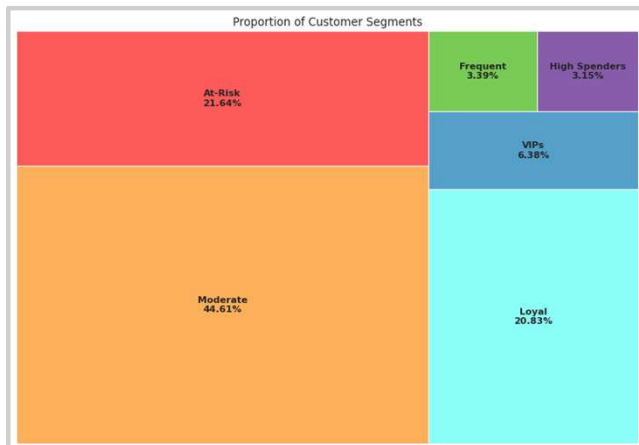 Proportion of Customer Segments
At-Risk
21.64%
Frequent
3.39%
High Spenders
3.15%
VIPs
6.38%
Moderate
44.61%
Loyal
20.83%